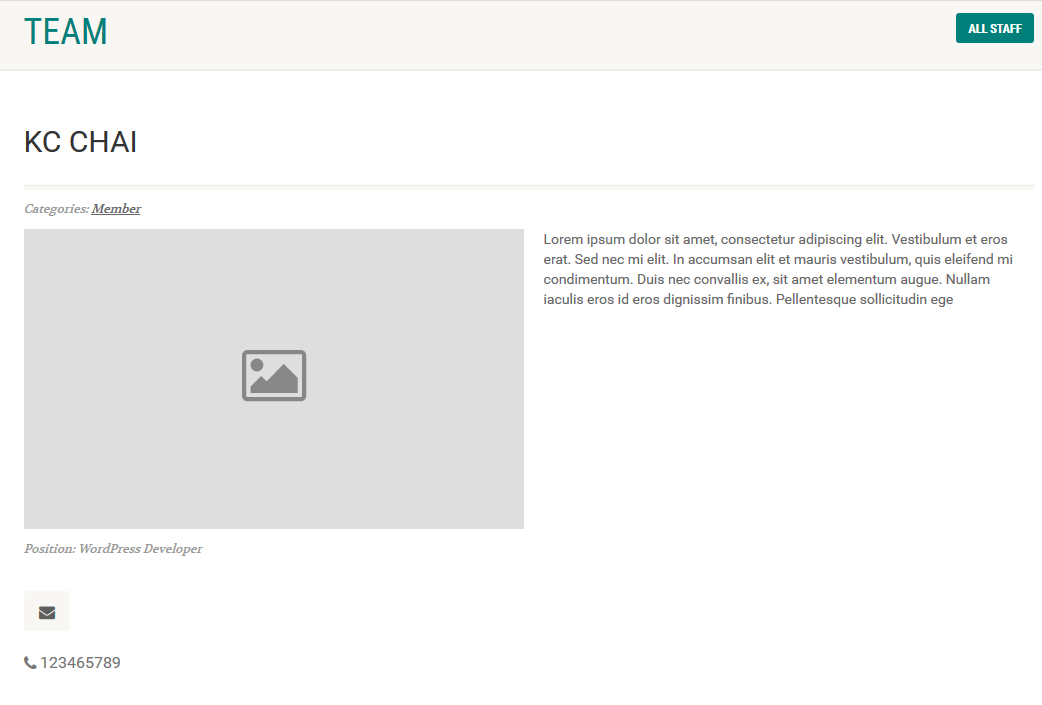 TEAM
ALL STAFF
KC CHAI
Categories: Member
Lorem ipsum dolor sit amet, consectetur adipiscing elit. Vestibulum et eros
erat. Sed nec mi elit. In accumsan elit et mauris vestibulum, quis eleifend mi
condimentum. Duis nec convallis ex, sit amet elementum augue. Nullam
iaculis eros id eros dignissim finibus. Pellentesque sollicitudin ege
Position: WordPress Developer
123465789